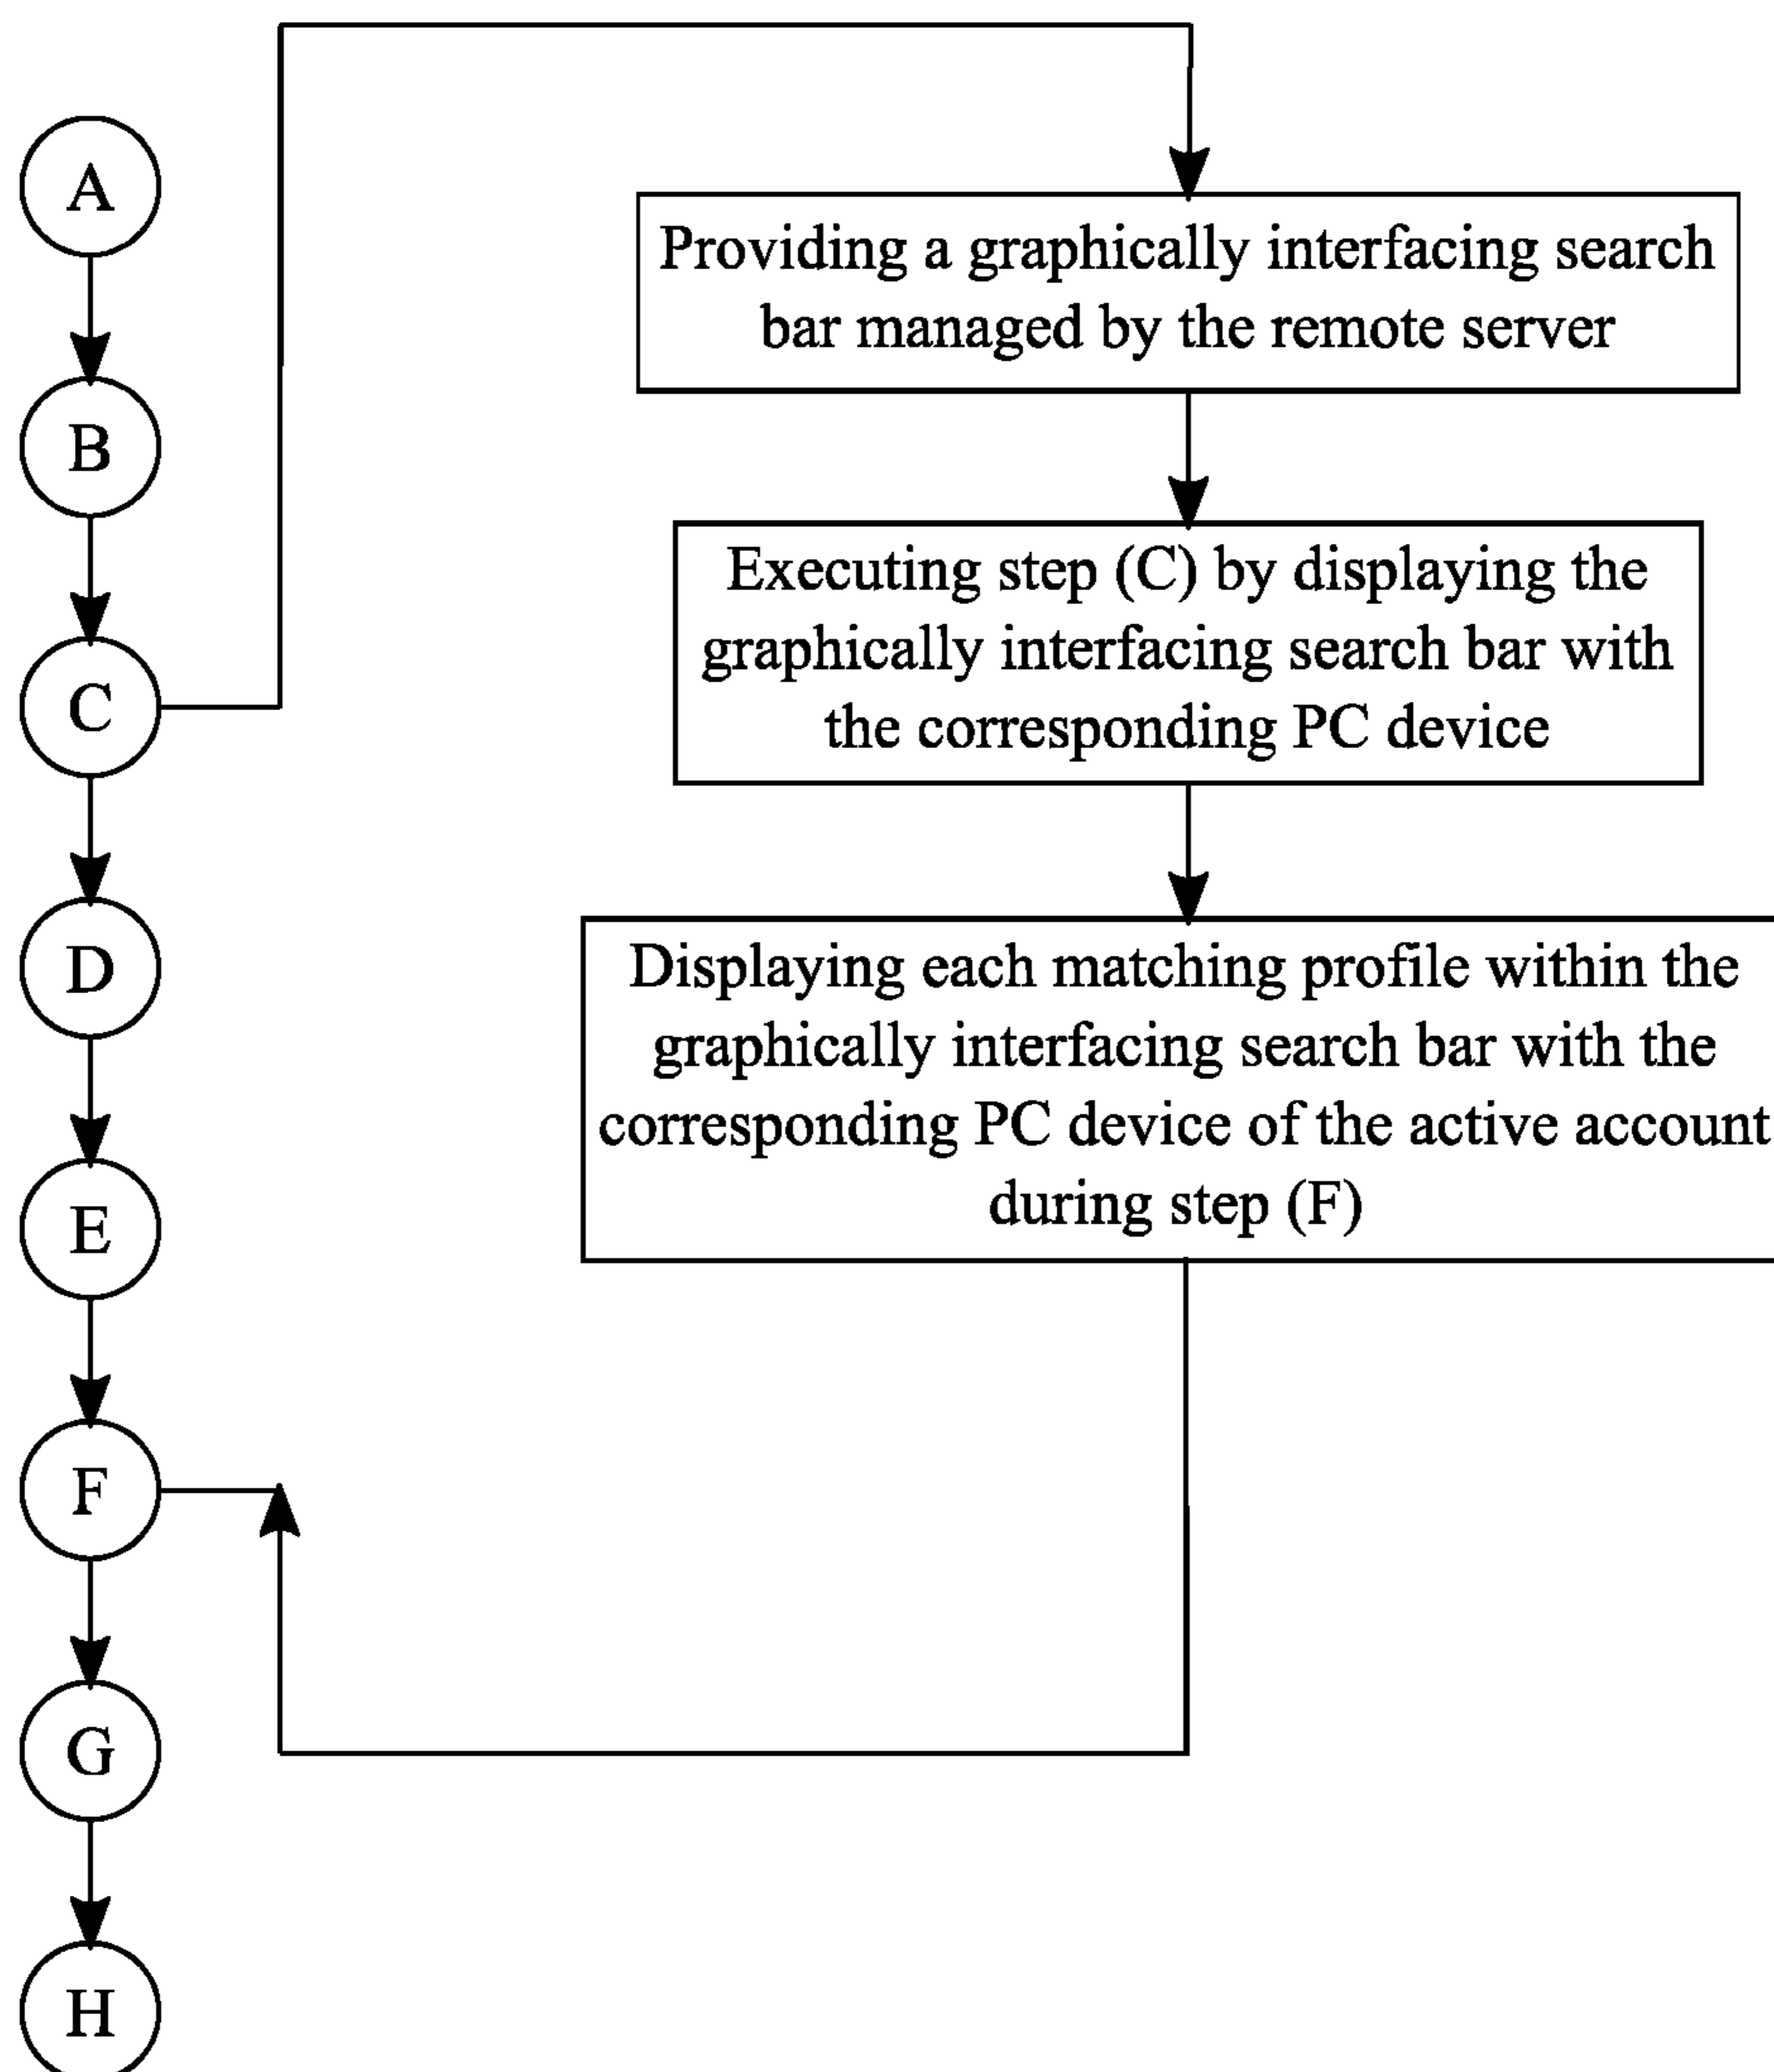 A
B
C
D
E
F
G
H
Providing a graphically interfacing search
bar managed by the remote server
Executing step (C) by displaying the
graphically interfacing search bar with
the corresponding PC device
Displaying each matching profile within the
graphically interfacing search bar with the
corresponding PC device of the active account
during step (F)